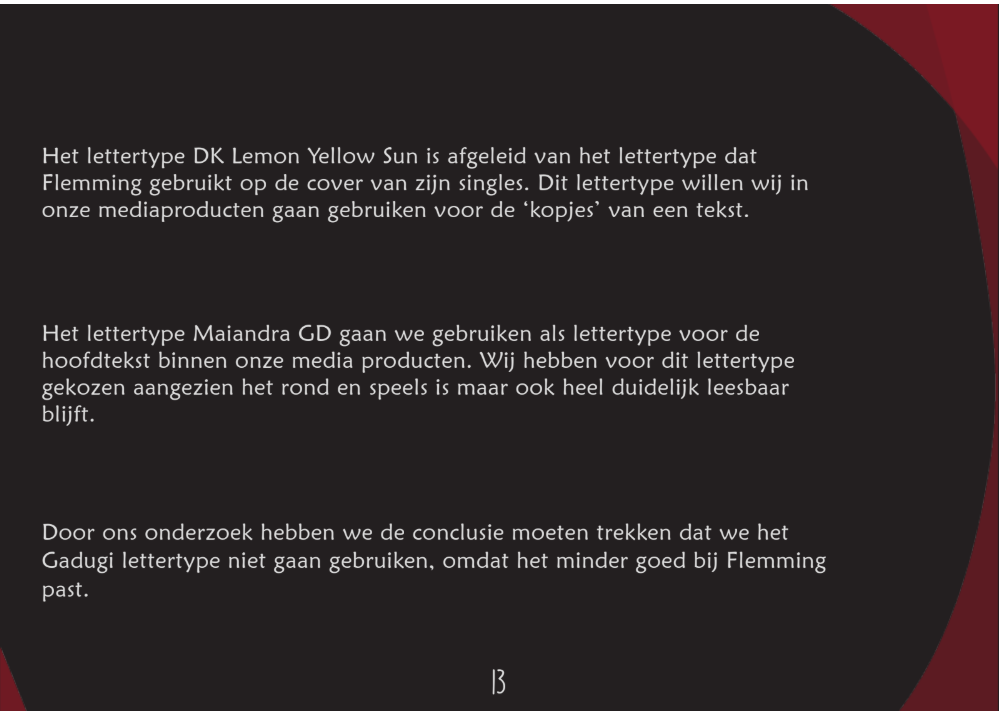 Het lettertype DK Lemon Yellow Sun is afgeleid van het lettertype dat
Flemming gebruikt op de cover van zijn singles. Dit lettertype willen wij in
onze mediaproducten gaan gebruiken voor de ‘kopjes’ van een tekst.
Het lettertype Maiandra GD gaan we gebruiken als lettertype voor de
hoofdtekst binnen onze media producten. Wij hebben voor dit lettertype
gekozen aangezien het rond en speels is maar ook heel duidelijk leesbaar
blijft.
Door ons onderzoek hebben we de conclusie moeten trekken dat we het
Gadugi lettertype niet gaan gebruiken, omdat het minder goed bij Flemming
past.
13